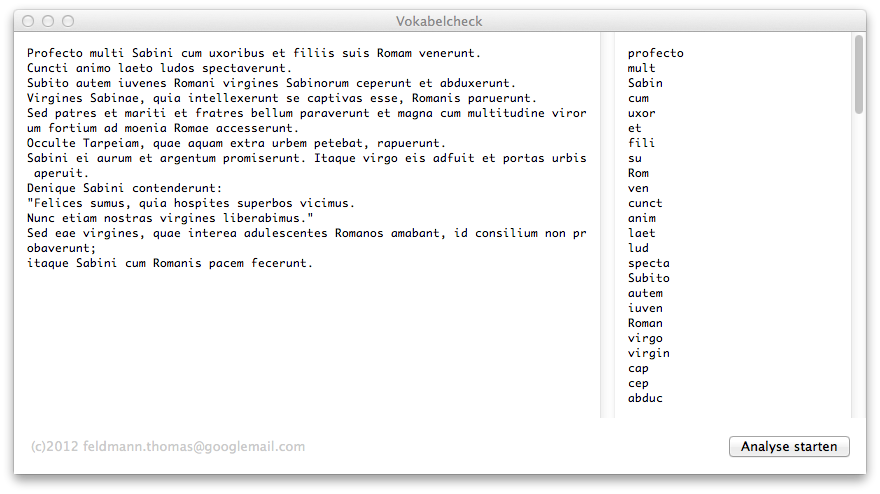 Vokabelcheck
Profecto multi Sabini cum uxoribus et filiis suis Romam venerunt.
Cuncti animo laeto ludos spectaverunt.
Subito autem iuvenes Romani virgines Sabinorum ceperunt et abduxerunt.
Virgines Sabinae, quia intellexerunt se captivas esse, Romanis paruerunt.
Sed patres et mariti et fratres bellum paraverunt et magna cum multitudine viror
um fortium ad moenia Romae accesserunt.
Occulte Tarpeiam, quae aquam extra urbem petebat, rapuerunt.
Sabini ei aurum et argentum promiserunt. Itaque virgo eis adfuit et portas urbis
 aperuit.
Denique Sabini contenderunt:
"Felices sumus, quia hospites superbos vicimus.
Nunc etiam nostras virgines liberabimus."
Sed eae virgines, quae interea adulescentes Romanos amabant, id consilium non pr
obaverunt;
itaque Sabini cum Romanis pacem fecerunt.
profecto
mult
Sabin
cum
uxor
et
fili
su
Rom
ven
cunct
anim
laet
lud
specta
Subito
autem
iuven
Roman
virgo
virgin
cap
cep
abduc
(c)2012 feldmann.thomas@googlemail.com
Analyse starten